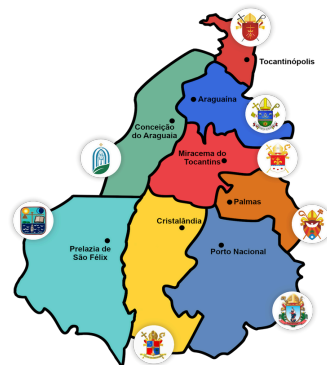 Tocantinópolis
Araguaína
Conceição
do Araguaia
Miracema do
Tocantins
Palmas
Cristalândia
Prelazia de
São Félix
Porto Nacional